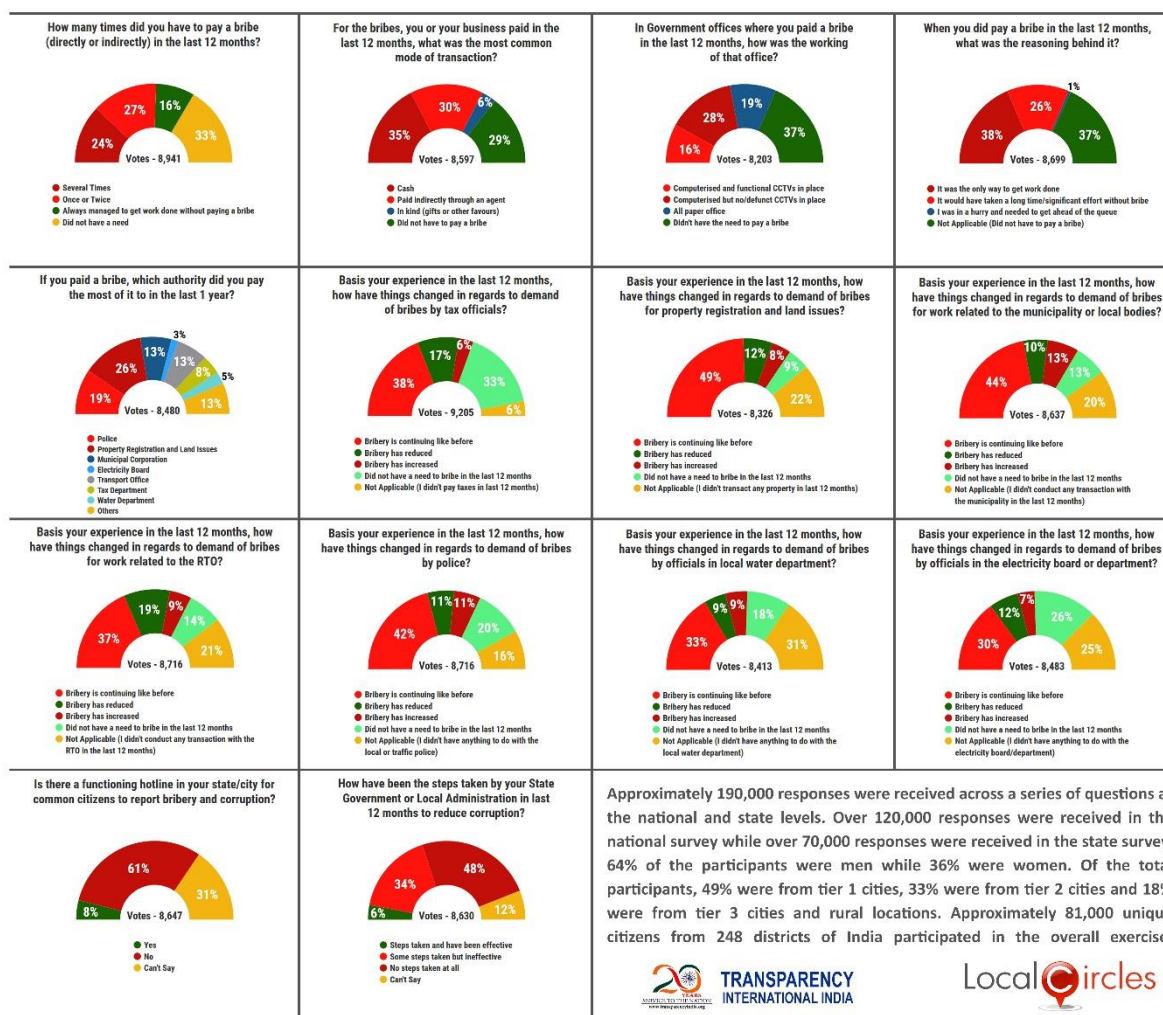 How many times did you have to pay a bribe
(directly or indirectly) in the last 12 months?
24%
27%
16%
33%
Votes - 8,941
Several Times
Once or Twice
Always managed to get work done without paying a bribe
Did not have a need
For the bribes, you or your business paid in the
last 12 months, what was the most common
mode of transaction?
35%
30%
6%
29%
Votes - 8,597
Cash
Paid indirectly through an agent
In kind (gifts or other favours)
Did not have to pay a bribe
In Government offices where you paid a bribe
in the last 12 months, how was the working
of that office?
16%
28%
19%
37%
Votes - 8,203
Computerised and functional CCTVs in place
Computerised but no/defunct CCTVs in place
All paper office
Didn't have the need to pay a bribe
When you did pay a bribe in the last 12 months,
what was the reasoning behind it?
38%
26%
1%
37%
Votes - 8,699
It was the only way to get work done
It would have taken a long time/significant effort without bribe
I was in a hurry and needed to get ahead of the queue
Not Applicable (Did not have to pay a bribe)
If you paid a bribe, which authority did you pay
the most of it to in the last 1 year?
19%
26%
13%
3%
13%
8%
5%
13%
Votes - 8,480
Police
Property Registration and Land Issues
Municipal Corporation
Electricity Board
Transport Office
Tax Department
Water Department
Others
Basis your experience in the last 12 months,
how have things changed in regards to demand
of bribes by tax officials?
38%
17%
6%
33%
6%
Votes - 9,205
Bribery is continuing like before
Bribery has reduced
Bribery has increased
Did not have a need to bribe in the last 12 months
Not Applicable (I didn't pay taxes in last 12 months)
Basis your experience in the last 12 months, how
have things changed in regards to demand of bribes
for property registration and land issues?
49%
12%
8%
9%
22%
Votes - 8,326
Bribery is continuing like before
Bribery has reduced
Bribery has increased
Did not have a need to bribe in the last 12 months
Not Applicable (I didn't transact any property in last 12 months)
Basis your experience in the last 12 months, how
have things changed in regards to demand of bribes
for work related to the municipality or local bodies?
44%
10%
13%
13%
20%
Votes - 8,637
Bribery is continuing like before
Bribery has reduced
Bribery has increased
Did not have a need to bribe in the last 12 months
Not Applicable (I didn't conduct any transaction with
the municipality in the last 12 months)
Basis your experience in the last 12 months, how
have things changed in regards to demand of bribes
for work related to the RTO?
37%
19%
9%
14%
21%
Votes - 8,716
Bribery is continuing like before
Bribery has reduced
Bribery has increased
Did not have a need to bribe in the last 12 months
Not Applicable (I didn't conduct any transaction with the
RTO in the last 12 months)
Basis your experience in the last 12 months, how
have things changed in regards to demand of bribes
by police?
42%
11%
11%
20%
16%
Votes - 8,716
Bribery is continuing like before
Bribery has reduced
Bribery has Increased
Did not have a need to bribe in the last 12 months
Not Applicable (I didn't have anything to do with the
local or traffic police)
Basis your experience in the last 12 months, how
have things changed in regards to demand of bribes
by officials in local water department?
33%
9%
9%
18%
31%
Votes - 8,413
Bribery is continuing like before
Bribery has reduced
Bribery has increased
Did not have a need to bribe in the last 12 months
Not Applicable (I didn't have anything to do with the
local water department)
Basis your experience in the last 12 months, how
have things changed in regards to demand of bribes
by officials in the electricity board or department?
30%
12%
7%
26%
25%
Votes - 8,483
Bribery is continuing like before
Bribery has reduced
Bribery has increased
Did not have a need to bribe in the last 12 months
Not Applicable (I didn't have anything to do with the
electricity board/department)
Is there a functioning hotline in your state/city for
common citizens to report bribery and corruption?
8%
61%
31%
Votes - 8,647
Yes
No
Can't Say
How have been the steps taken by your State
Government or Local Administration in last
12 months to reduce corruption?
6%
34%
48%
12%
Votes - 8,630
Steps taken and have been effective
Some steps taken but ineffective
No steps taken at all
Can't Say
Approximately 190,000 responses were received across a series of questions a
the national and state levels. Over 120,000 responses were received in th
national survey while over 70,000 responses were received in the state surve
64% of the participants were men while 36% were women. Of the tota
participants, 49% were from tier 1 cities, 33% were from tier 2 cities and 18%
were from tier 3 cities and rural locations. Approximately 81,000 uniqu
citizens from 248 districts of India participated in the overall exercise
20
YEARS
SERVICE TO THE NATION
www.transparencyindia.org
TRANSPARENCY
INTERNATIONAL INDIA
LocalCircles